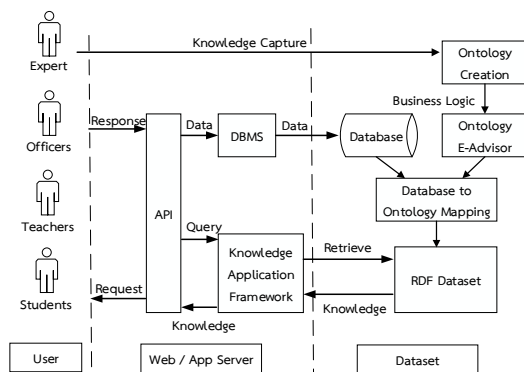 Knowledge Capture
Expert
Ontology
Creation
Business Logic
Response
Data
DBMS
Data
Database
Ontology
E-Advisor
Officers
API
Database to
Ontology Mapping
Teachers
Query
Knowledge
Application
Framework
Retrieve
RDF Dataset
Request
Knowledge
Knowledge
Students
User
Web / App Server
Dataset